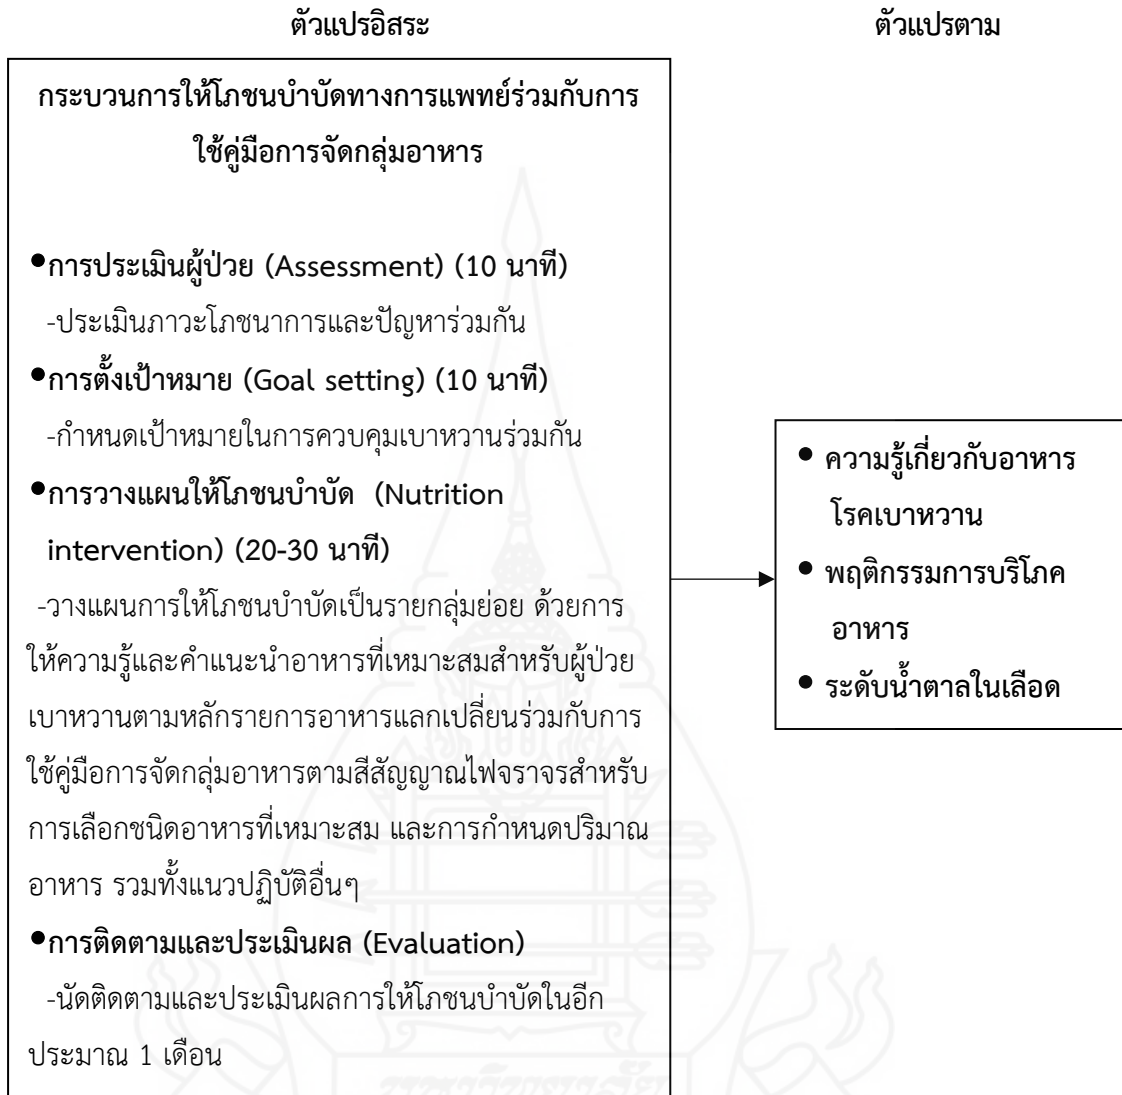 ตัวแปรอิสระ
ตัวแปรตาม
กระบวนการให้โภชนบำบัดทางการแพทย์ร่วมกับการ
ใช้คู่มือการจัดกลุ่มอาหาร
•การประเมินผู้ป่วย (Assessment) (10 นาที)
-ประเมินภาวะโภชนาการและปัญหาร่วมกัน
•การตั้งเป้าหมาย (Goal setting) (10 นาที)
-กำหนดเป้าหมายในการควบคุมเบาหวานร่วมกัน
•การวางแผนให้โภชนบำบัด (Nutrition
intervention) (20-30 นาที)
-วางแผนการให้โภชนบำบัดเป็นรายกลุ่มย่อย ด้วยการ
ให้ความรู้และคำแนะนำอาหารที่เหมาะสมสำหรับผู้ป่วย
เบาหวานตามหลักรายการอาหารแลกเปลี่ยนร่วมกับการ
ใช้คู่มือการจัดกลุ่มอาหารตามสีสัญญาณไฟจราจรสำหรับ
การเลือกชนิดอาหารที่เหมาะสม และการกำหนดปริมาณ
อาหาร รวมทั้งแนวปฏิบัติอื่นๆ
•การติดตามและประเมินผล (Evaluation)
-นัดติดตามและประเมินผลการให้โภชนบำบัดในอีก
ประมาณ 1 เดือน
• ความรู้เกี่ยวกับอาหาร
โรคเบาหวาน
• พฤติกรรมการบริโภค
อาหาร
• ระดับน้ำตาลในเลือด